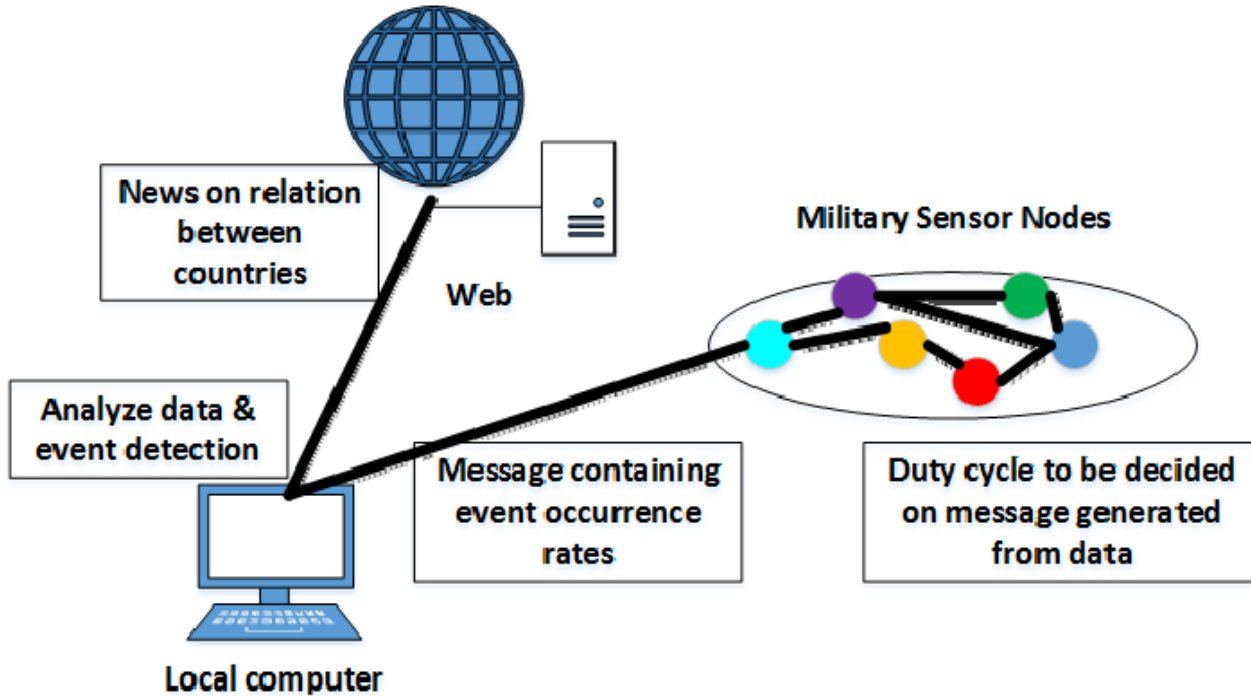 News on relation
between
countries
Web
Military Sensor Nodes
Analyze data &
event detection
Message containing
event occurrence
rates
Duty cycle to be decided
on message generated
from data
Local computer